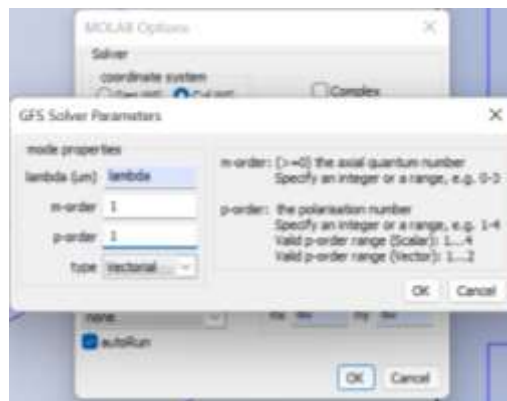 MOLAB Options
Solver
coordinate system
Complex
GFS Solver Parameters
mode properties
lambda (um) lambda
m-order 1
p-order 1
type Vectorial
m-order: (>=0) the axial quantum number
Specify an integer or a range, e.g. 0-3
p-order: the polarisation number
Specify an integer or a range, e.g. 1-4
Valid p-order range (Scalar): 1...4
Valid p-order range (Vector): 1...2
OK Cancel
none
autoRun
OK Cancel